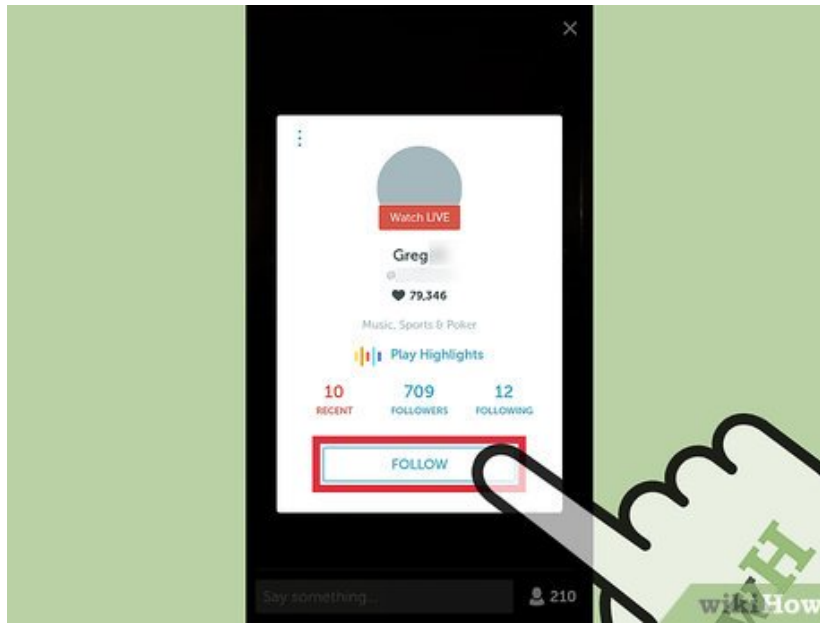 Watch LIVE
Greg
@
79,346
Music, Sports & Poker
Play Highlights
10 709 12
RECENT FOLLOWERS FOLLOWING
FOLLOW
Say something... 210
wikiHow